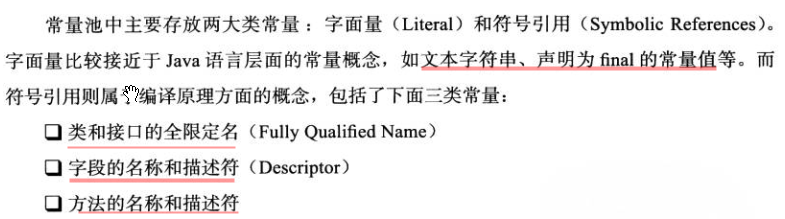 常量池中主要存放两大类常量：字面量（Literal）和符号引用（Symbolic References）。
字面量比较接近于 Java 语言层面的常量概念，如文本字符串、声明为 final 的常量值等。而
符号引用则属编译原理方面的概念，包括了下面三类常量：
❑ 类和接口的全限定名（Fully Qualified Name）
❑ 字段的名称和描述符（Descriptor）
❑ 方法的名称和描述符